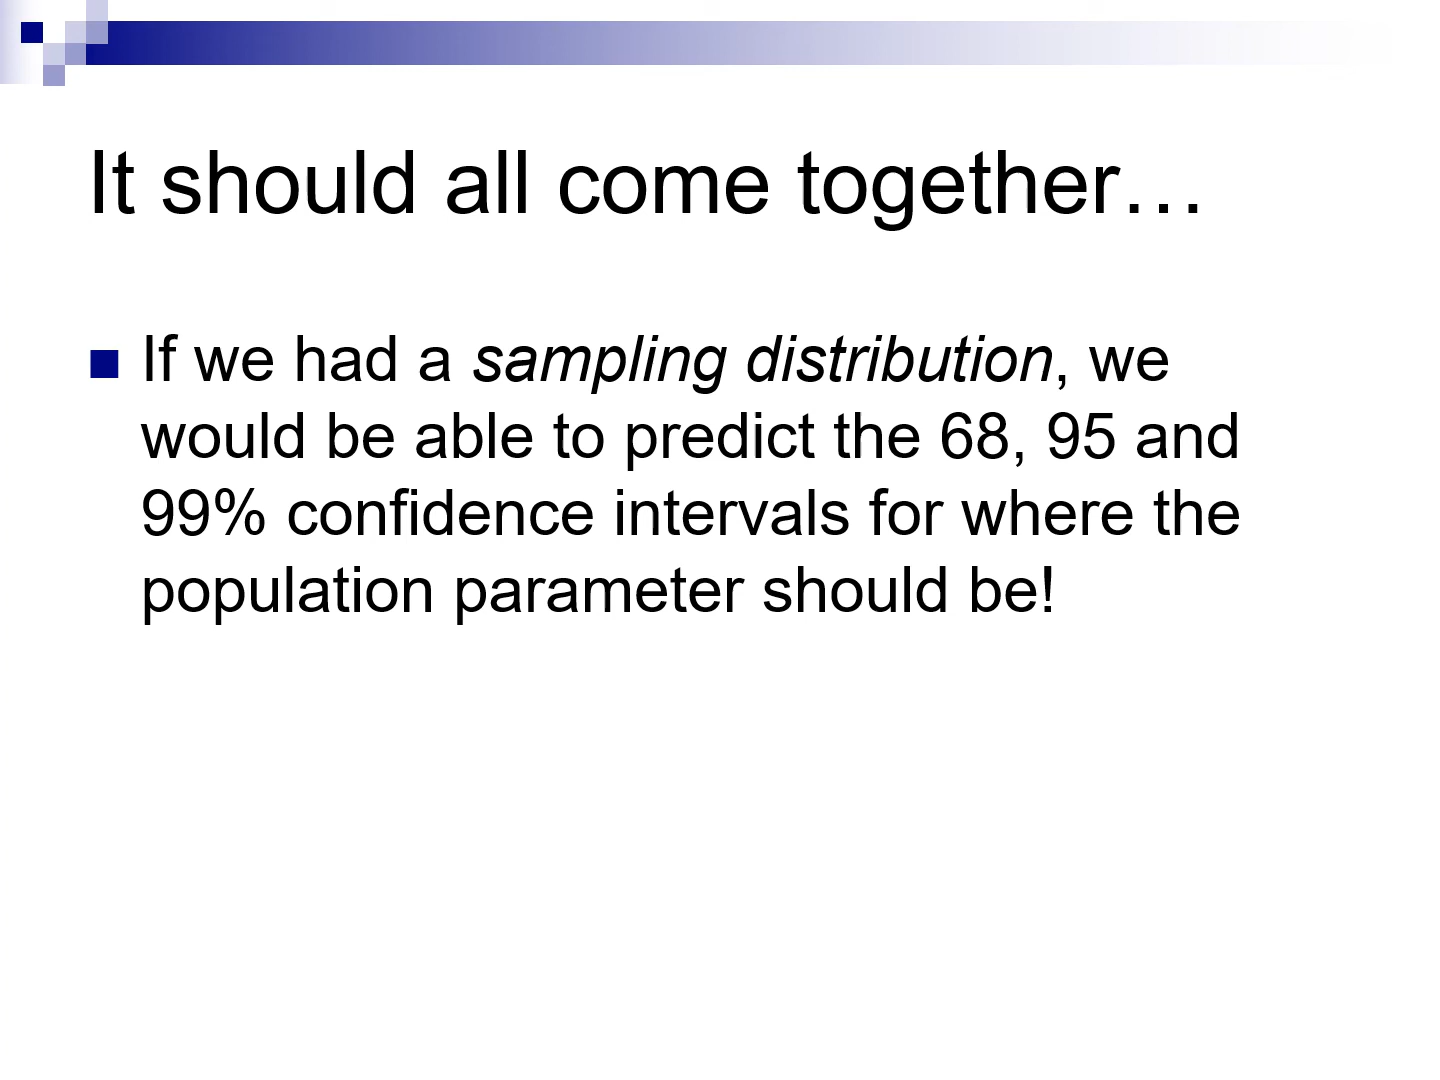 It should all come together…
If we had a sampling distribution, we
would be able to predict the 68, 95 and
99% confidence intervals for where the
population parameter should be!